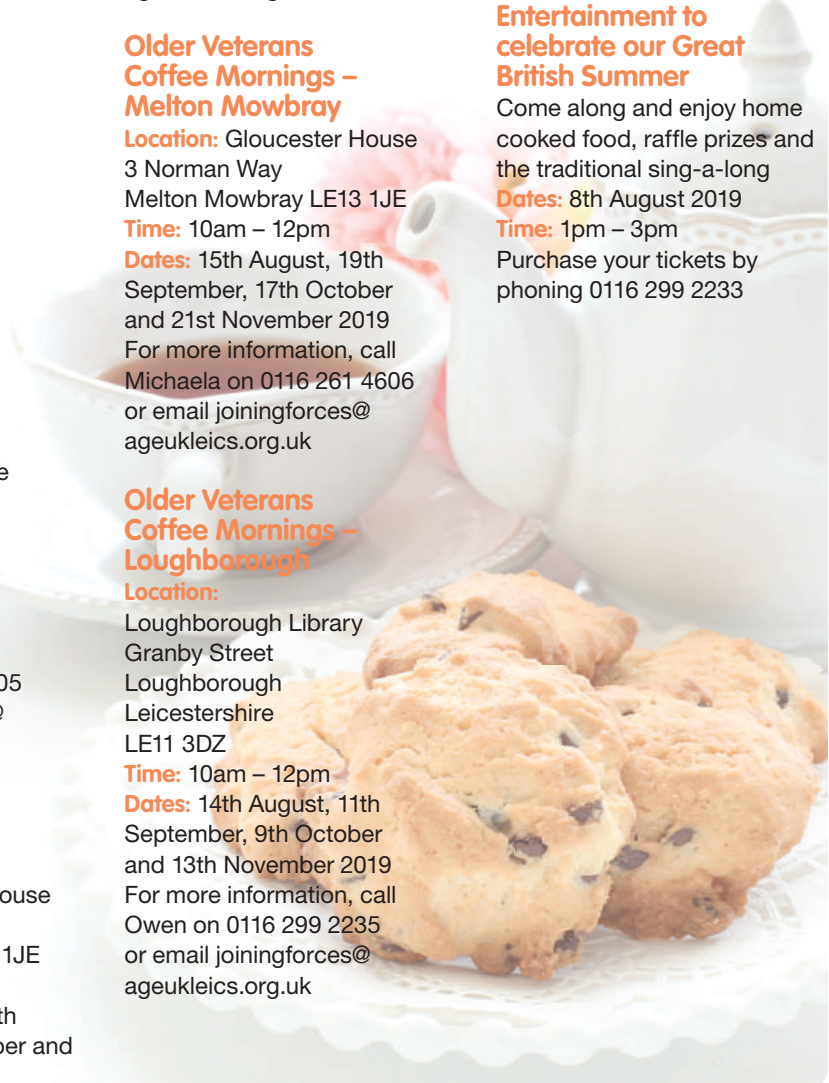 e
05
@
ouse
1JE
th
ber and
Older Veterans
Coffee Mornings –
Melton Mowbray
Location: Gloucester House
3 Norman Way
Melton Mowbray LE13 1JE
Time: 10am – 12pm
Dates: 15th August, 19th
September, 17th October
and 21st November 2019
For more information, call
Michaela on 0116 261 4606
or email joiningforces@
ageukleics.org.uk
Older Veterans
Coffee Mornings –
Loughborough
Location:
Loughborough Library
Granby Street
Loughborough
Leicestershire
LE11 3DZ
Time: 10am – 12pm
Dates: 14th August, 11th
September, 9th October
and 13th November 2019
For more information, call
Owen on 0116 299 2235
or email joiningforces@
ageukleics.org.uk
Entertainment to
celebrate our Great
British Summer
Come along and enjoy home
cooked food, raffle prizes and
the traditional sing-a-long
Dates: 8th August 2019
Time: 1pm – 3pm
Purchase your tickets by
phoning 0116 299 2233